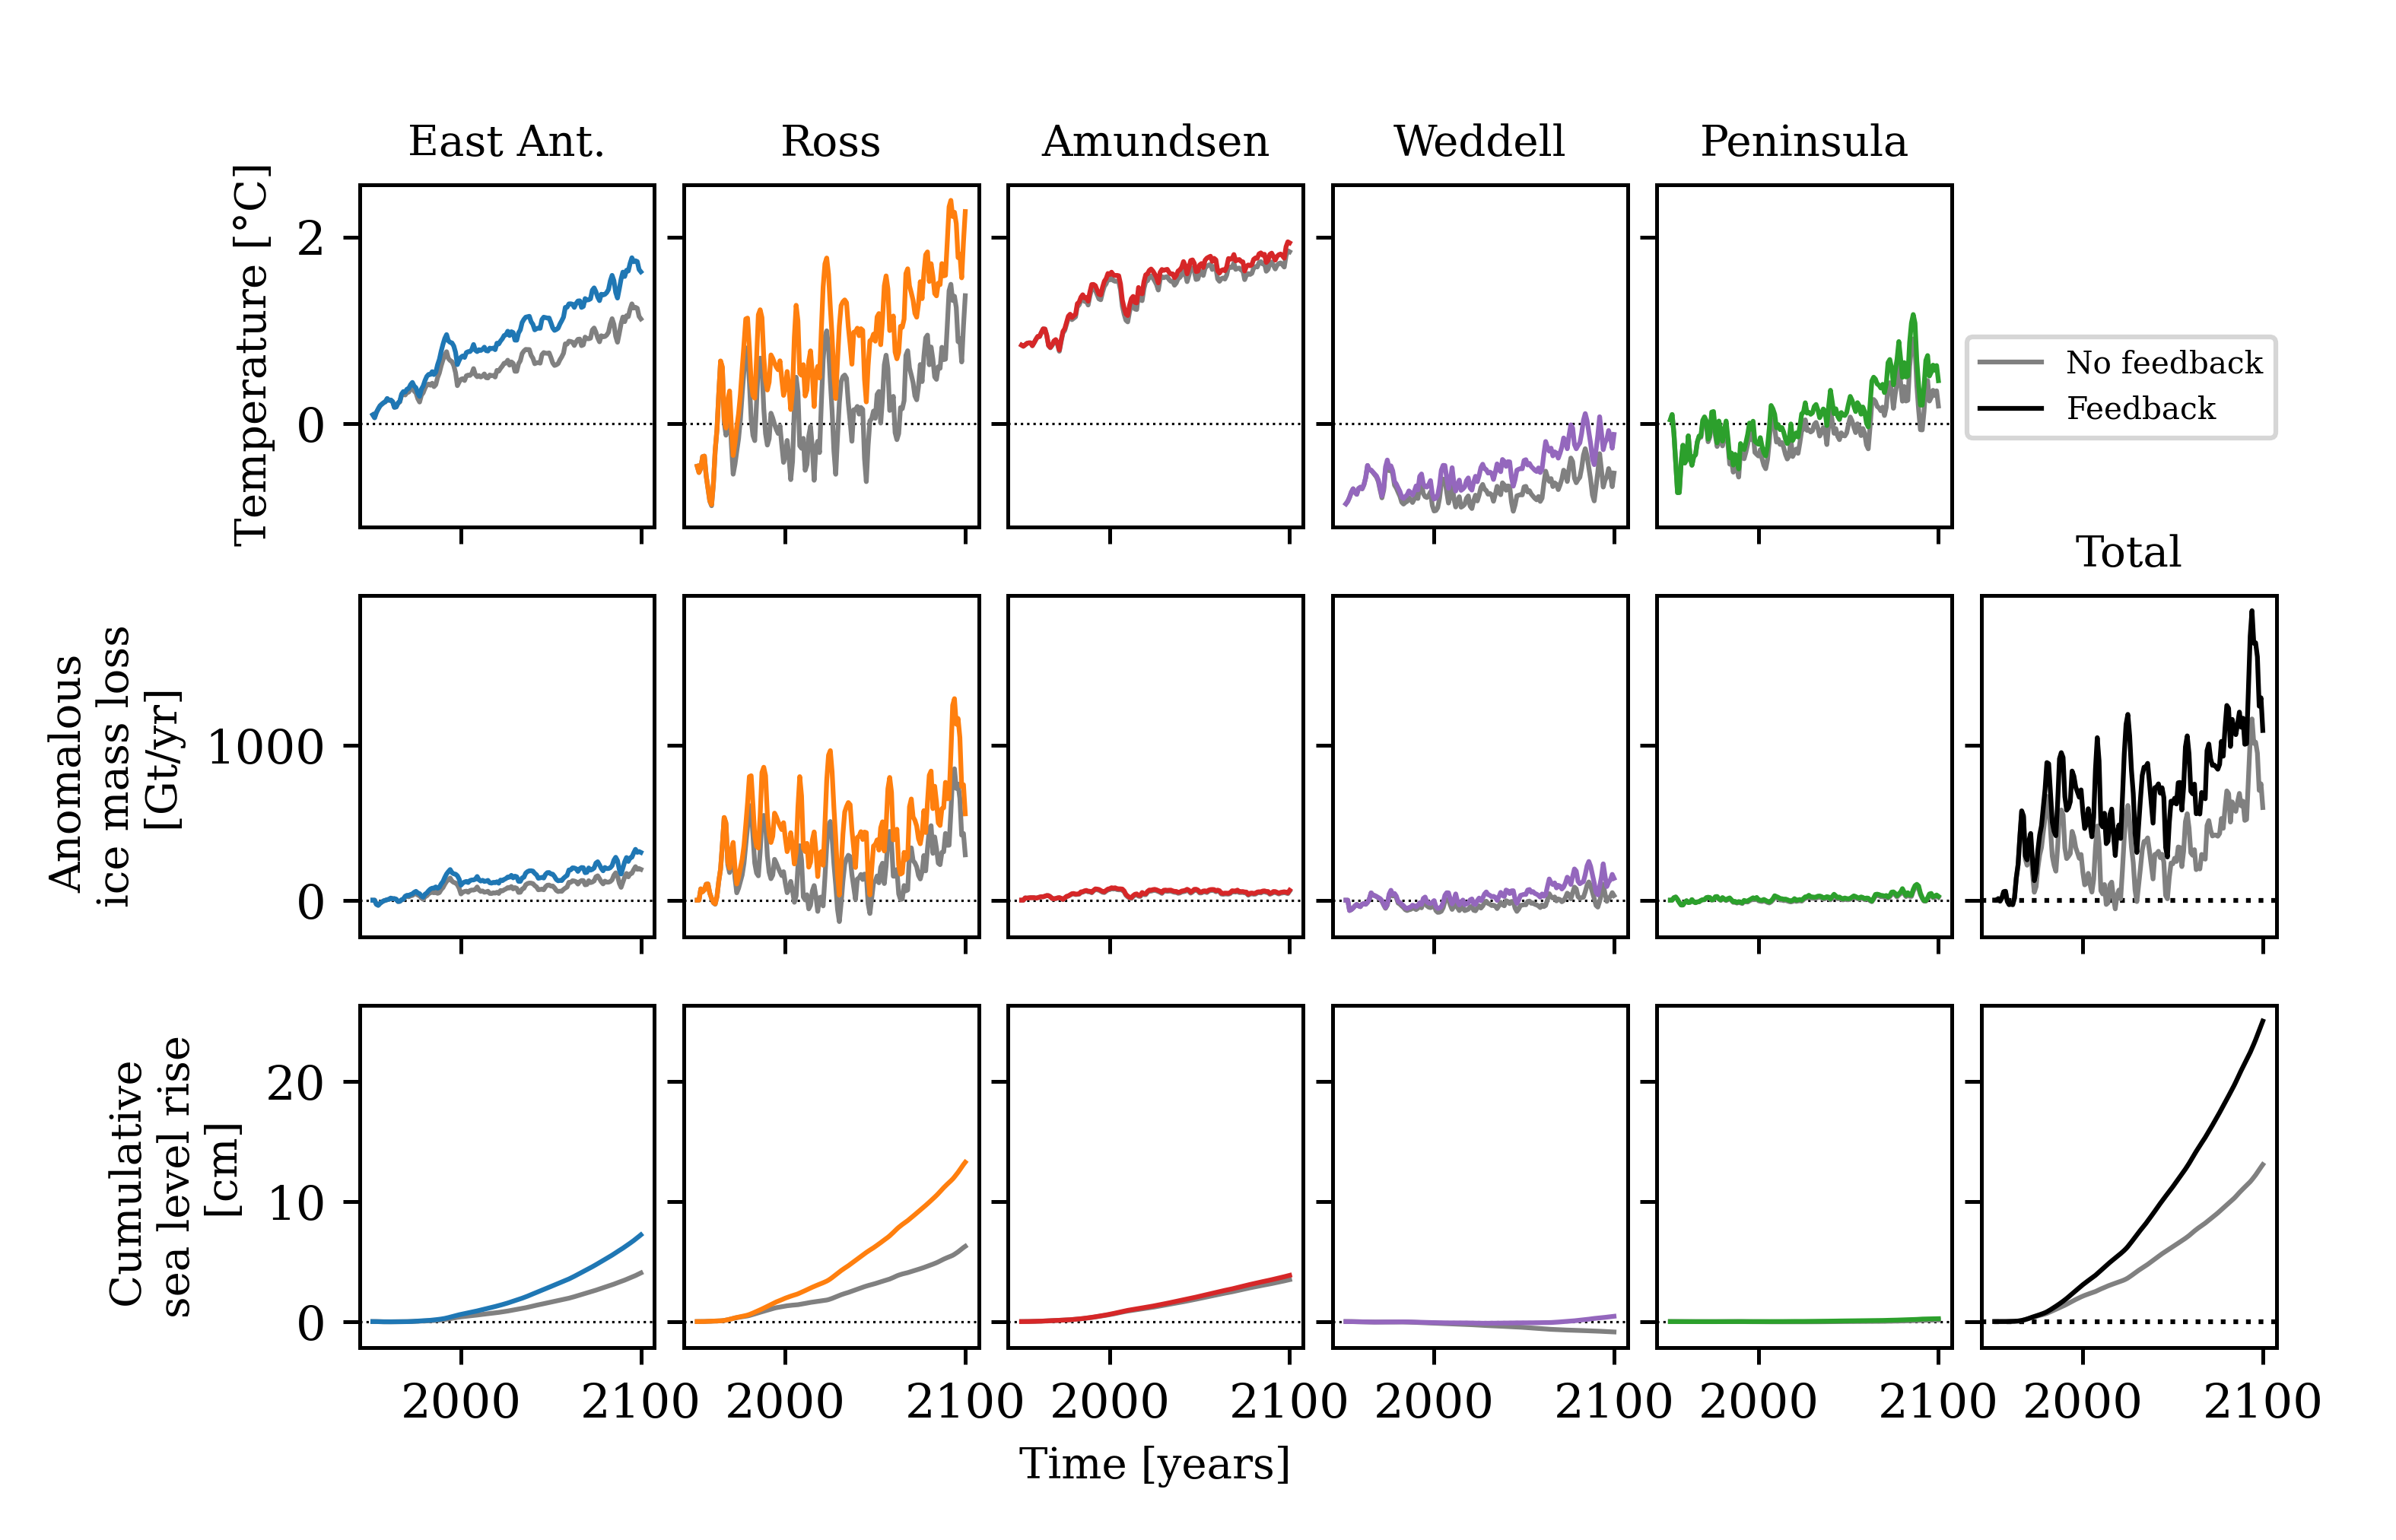 East Ant.
Ross
Amundsen
Weddell
Peninsula
Temperature [°C]
2
0
No feedback
Feedback
Total
Anomalous
ice mass loss
[Gt/yr]
1000
0
Cumulative
sea level rise
[cm]
20
10
0
2000
2100
2000
2100
2000
2100
2000
2100
2000
2100
2000
2100
Time [years]